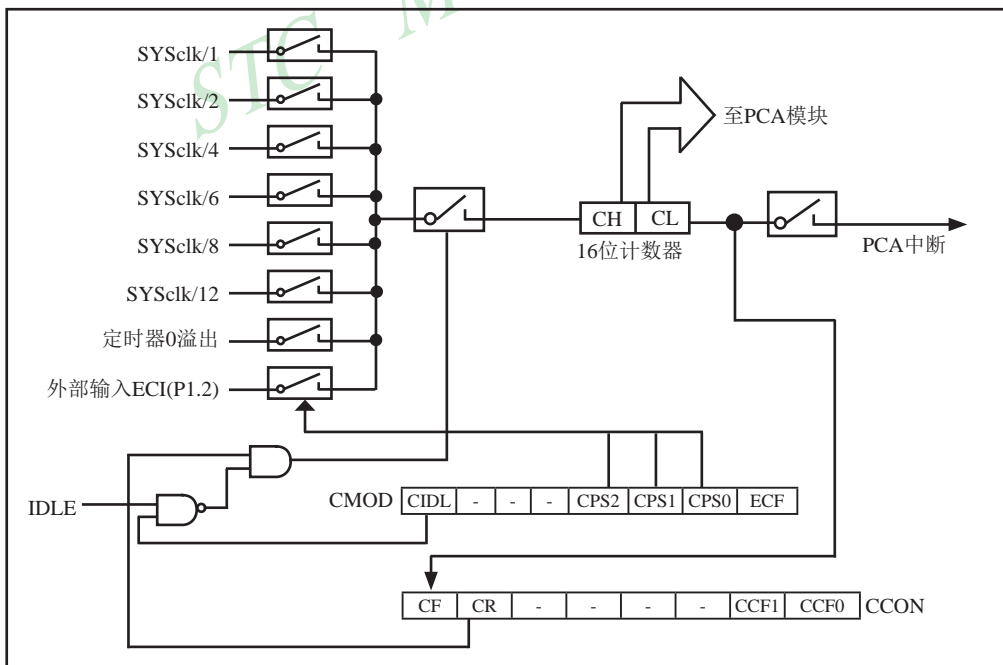 STC M
SYSclk/1
SYSclk/2
SYSclk/4
SYSclk/6
SYSclk/8
SYSclk/12
定时器0溢出
外部输入ECI(P1.2)
至PCA模块
CH CL
16位计数器
PCA中断
IDLE
CMOD CIDL - - - CPS2 CPS1 CPS0 ECF
CF CR - - - - CCF1 CCF0 CCON